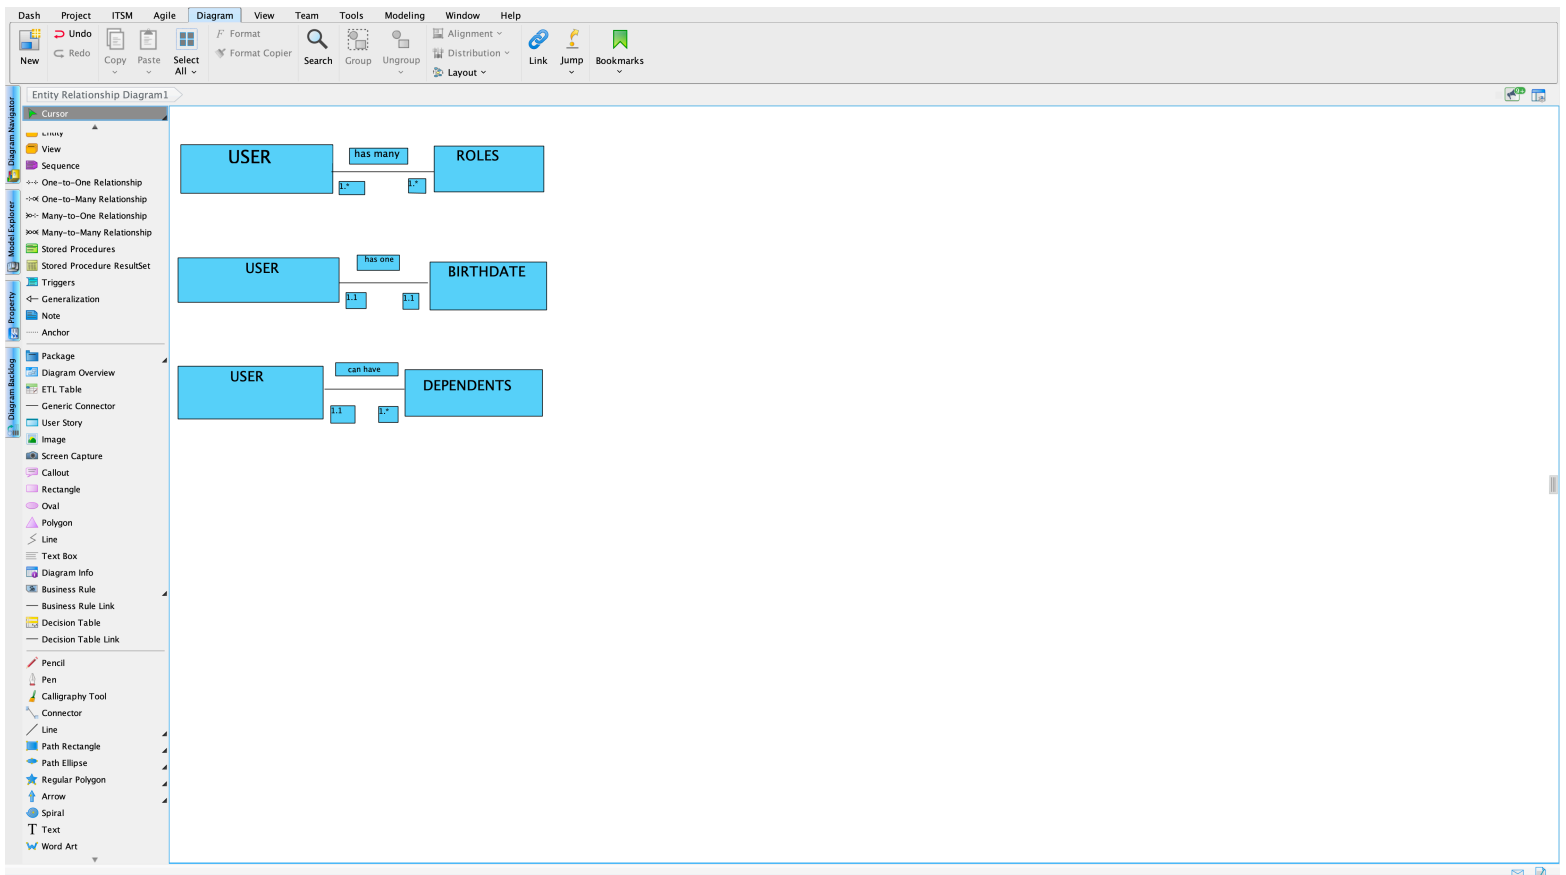 Dash Project ITSM Agile Diagram View Team Tools Modeling Window Help
New
Undo
Redo
Copy
Paste
Select
All
F Format
Format Copier
Search
Group
Ungroup
Alignment
Distribution
Layout
Link
Jump
Bookmarks
Entity Relationship Diagram1
Diagram Navigator
Model Explorer
Property
Diagram Backlog
Cursor
Entity
View
Sequence
One-to-One Relationship
One-to-Many Relationship
Many-to-One Relationship
Many-to-Many Relationship
Stored Procedures
Stored Procedure ResultSet
Triggers
Generalization
Note
Anchor
Package
Diagram Overview
ETL Table
Generic Connector
User Story
Image
Screen Capture
Callout
Rectangle
Oval
Polygon
Line
Text Box
Diagram Info
Business Rule
Business Rule Link
Decision Table
Decision Table Link
Pencil
Pen
Calligraphy Tool
Connector
Line
Path Rectangle
Path Ellipse
Regular Polygon
Arrow
Spiral
T Text
Word Art
USER has many ROLES
1.* 1.*
USER has one BIRTHDATE
1.1 1.1
USER can have DEPENDENTS
1.1 1.*